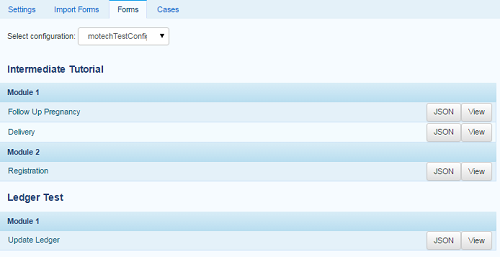 Settings Import Forms Forms Cases
Select configuration: motechTestConfi
Intermediate Tutorial
Module 1
Follow Up Pregnancy JSON View
Delivery JSON View
Module 2
Registration JSON View
Ledger Test
Module 1
Update Ledger JSON View